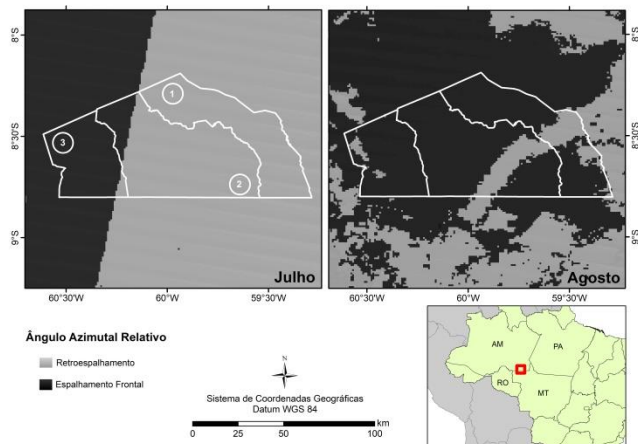 8°S
8°30'S
9°S
1
2
3
Julho
60°30'W
60°W
59°30'W
Agosto
8°S
8°30'S
9°S
60°30'W
60°W
59°30'W
Ângulo Azimutal Relativo
Retroespalhamento
Espalhamento Frontal
N
Sistema de Coordenadas Geográficas
Datum WGS 84
km
0
25
50
100
AM
PA
RO
MT